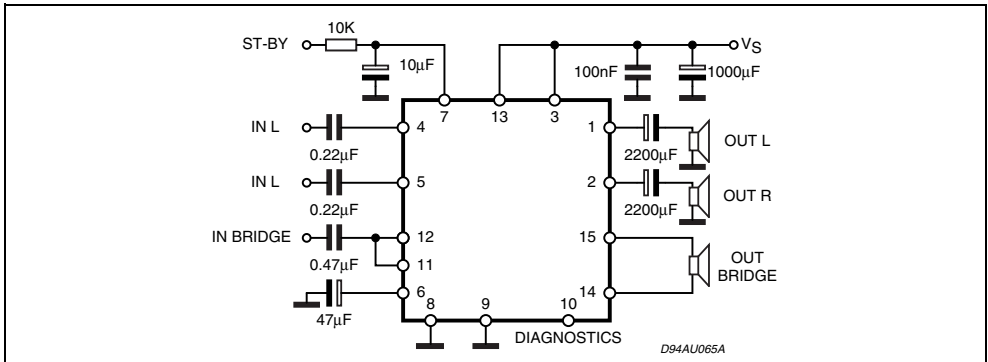 10K
ST-BY
VS
10μF
100nF
1000μF
7
13
3
IN L
4
1
0.22μF
2200μF
OUT L
IN L
5
2
0.22μF
2200μF
OUT R
IN BRIDGE
12
15
0.47μF
11
OUT
BRIDGE
6
14
47μF
8
9
10
DIAGNOSTICS
D94AU065A